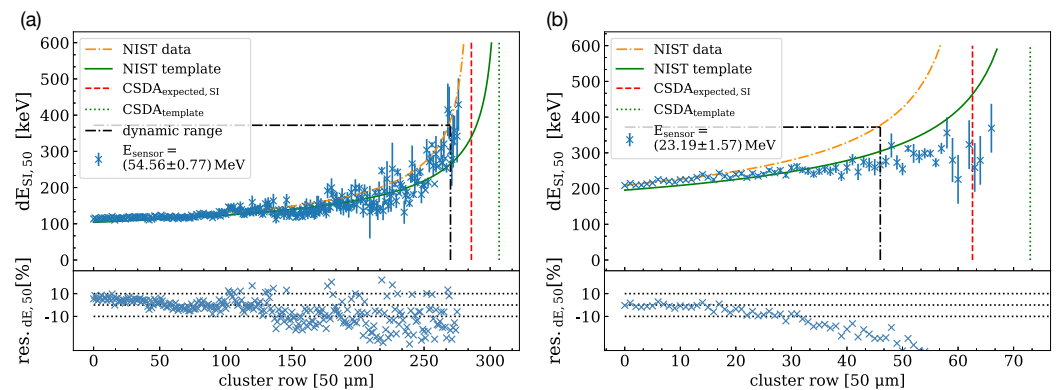 (a)
600
500
400
300
200
100
0
dE_SI, 50 [keV]
NIST data
NIST template
CSDA_expected, SI
CSDA_template
dynamic range
E_sensor =
(54.56±0.77) MeV
10
-10
res. dE, 50 [%]
0 50 100 150 200 250 300
cluster row [50 μm]
(b)
600
500
400
300
200
100
0
dE_SI, 50 [keV]
NIST data
NIST template
CSDA_expected, SI
CSDA_template
dynamic range
E_sensor =
(23.19±1.57) MeV
10
-10
res. dE, 50 [%]
0 10 20 30 40 50 60 70
cluster row [50 μm]